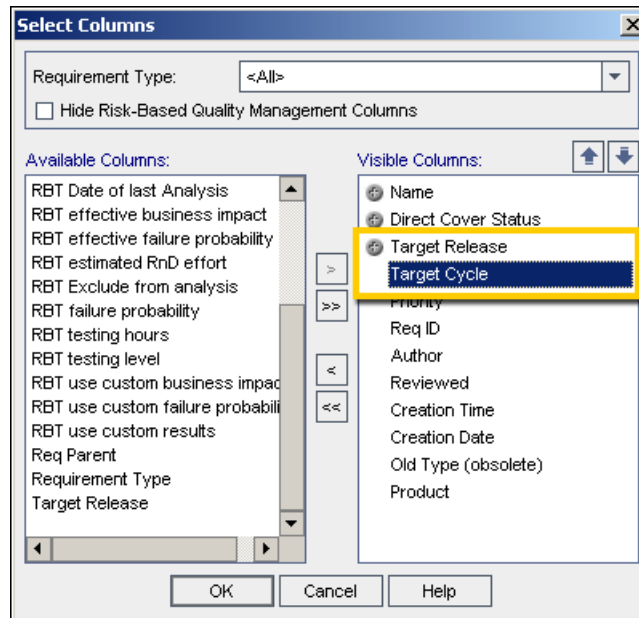 Select Columns
Requirement Type:
<All>
Hide Risk-Based Quality Management Columns
Available Columns:
RBT Date of last Analysis
RBT effective business impact
RBT effective failure probability
RBT estimated RnD effort
RBT Exclude from analysis
RBT failure probability
RBT testing hours
RBT testing level
RBT use custom business impac
RBT use custom failure probabili
RBT use custom results
Req Parent
Requirement Type
Target Release
>
>>
<
<<
Visible Columns:
Name
Direct Cover Status
Target Release
Target Cycle
Priority
Req ID
Author
Reviewed
Creation Time
Creation Date
Old Type (obsolete)
Product
OK
Cancel
Help